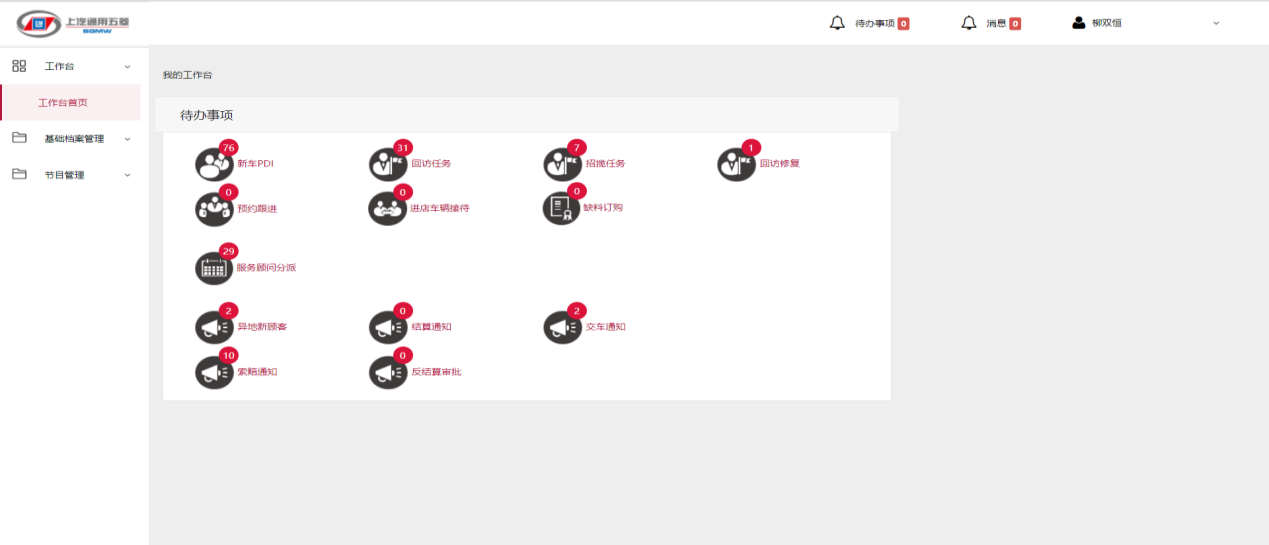 上汽通用五菱
SGMW
待办事项 0
消息 0
柳双恒
工作台
工作台首页
基础档案管理
节目管理
我的工作台
待办事项
76 新车PDI
31 回访任务
7 招揽任务
1 回访修复
0 预约跟进
0 进店车辆接待
0 缺料订购
29 服务顾问分派
2 异地新顾客
0 结算通知
2 交车通知
10 索赔通知
0 反结算审批